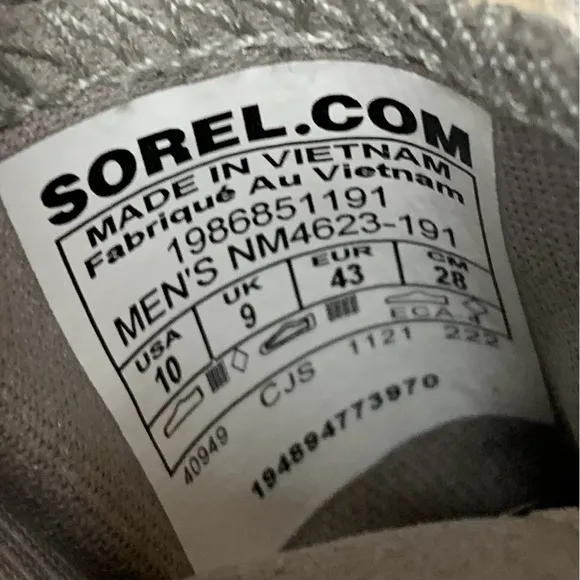 SOREL.COM
MADE IN VIETNAM
Fabriqué Au Vietnam
1986851191
MEN'S NM4623-191
USA UK EUR CM
10 9 43 28
ECA.T
40949 CJS 1121 222
194894773970